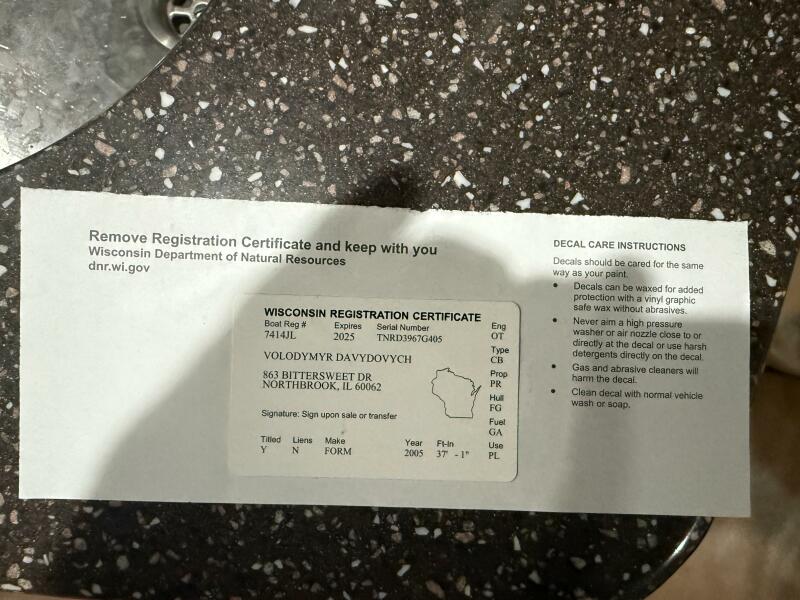 Remove Registration Certificate and keep with you
Wisconsin Department of Natural Resources
dnr.wi.gov
WISCONSIN REGISTRATION CERTIFICATE
Boat Reg # Expires Serial Number
7414JL 2025 TNRD3967G405
VOLODYMYR DAVYDOVYCH
863 BITTERSWEET DR
NORTHBROOK, IL 60062
Signature: Sign upon sale or transfer
Titled Liens Make Year Ft-In
Y N FORM 2005 37' - 1"
Eng
OT
Type
CB
Prop
PR
Hull
FG
Fuel
GA
Use
PL
DECAL CARE INSTRUCTIONS
Decals should be cared for the same
way as your paint.
• Decals can be waxed for added
protection with a vinyl graphic
safe wax without abrasives.
• Never aim a high pressure
washer or air nozzle close to or
directly at the decal or use harsh
detergents directly on the decal.
• Gas and abrasive cleaners will
harm the decal.
• Clean decal with normal vehicle
wash or soap.